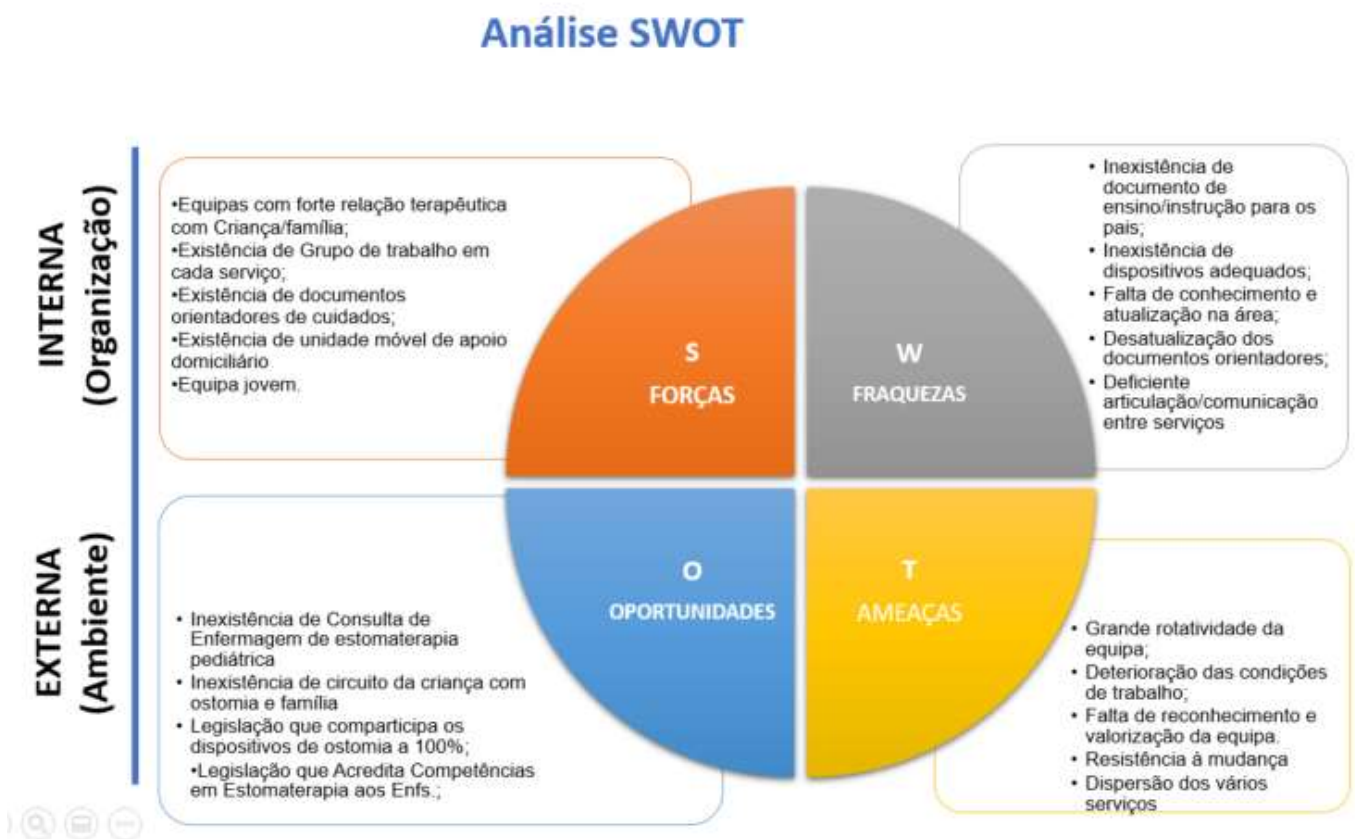 Análise SWOT
INTERNA
(Organização)
•Equipas com forte relação terapêutica
com Criança/família;
•Existência de Grupo de trabalho em
cada serviço;
•Existência de documentos
orientadores de cuidados;
•Existência de unidade móvel de apoio
domiciliário
•Equipa jovem.
S
FORÇAS
W
FRAQUEZAS
• Inexistência de
documento de
ensino/instrução para os
pais;
• Inexistência de
dispositivos adequados;
• Falta de conhecimento e
atualização na área;
• Desatualização dos
documentos orientadores;
• Deficiente
articulação/comunicação
entre serviços
EXTERNA
(Ambiente)
• Inexistência de Consulta de
Enfermagem de estomaterapia
pediátrica
• Inexistência de circuito da criança com
ostomia e família
• Legislação que comparticipa os
dispositivos de ostomia a 100%;
•Legislação que Acredita Competências
em Estomaterapia aos Enfs.;
O
OPORTUNIDADES
T
AMEAÇAS
• Grande rotatividade da
equipa;
• Deterioração das condições
de trabalho;
• Falta de reconhecimento e
valorização da equipa.
• Resistência à mudança
• Dispersão dos vários
serviços